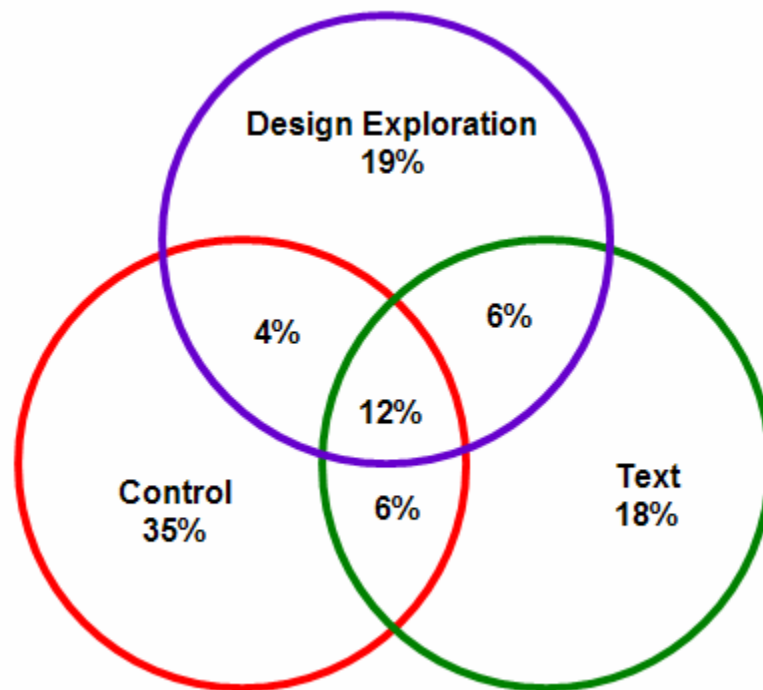 Design Exploration
19%
4%
6%
12%
Control
35%
6%
Text
18%